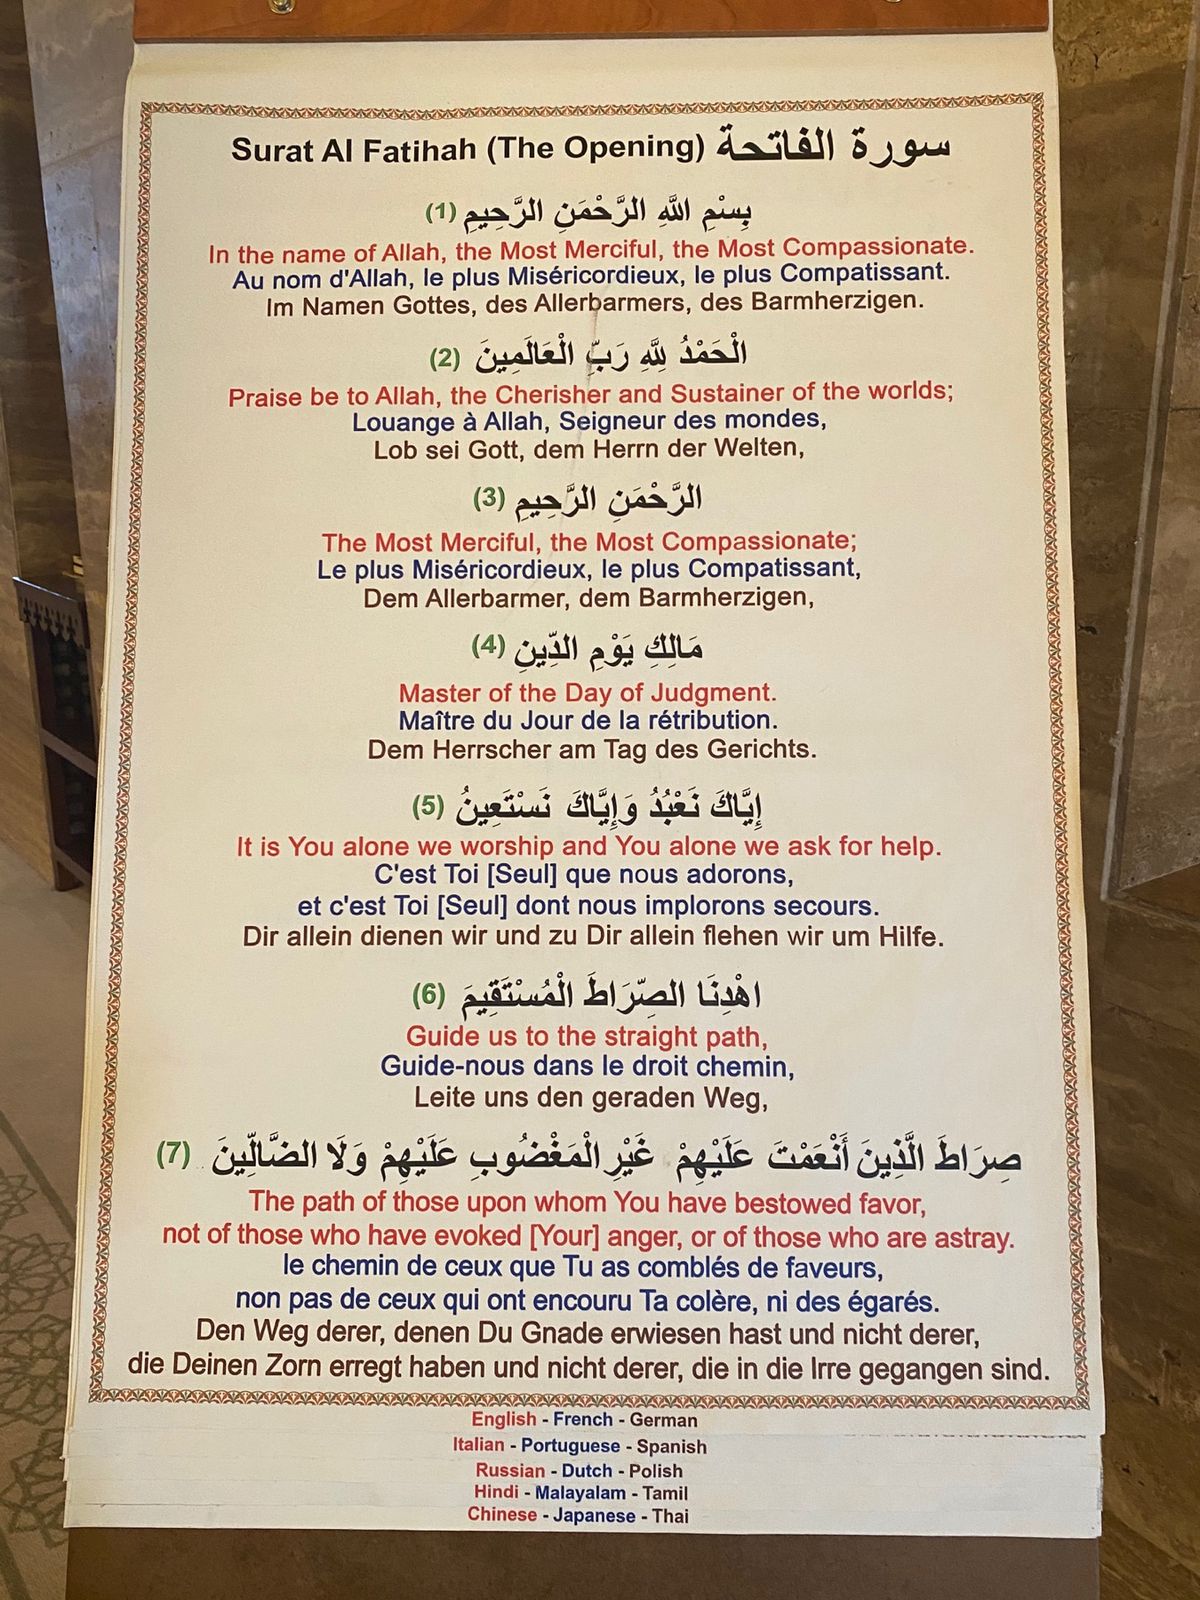 Surat Al Fatihah (The Opening) سورة الفاتحة
بِسْمِ اللَّهِ الرَّحْمَنِ الرَّحِيمِ (1)
In the name of Allah, the Most Merciful, the Most Compassionate.
Au nom d'Allah, le plus Miséricordieux, le plus Compatissant.
Im Namen Gottes, des Allerbarmers, des Barmherzigen.
الْحَمْدُ لِلَّهِ رَبِّ الْعَالَمِينَ (2)
Praise be to Allah, the Cherisher and Sustainer of the worlds;
Louange à Allah, Seigneur des mondes,
Lob sei Gott, dem Herrn der Welten,
الرَّحْمَنِ الرَّحِيمِ (3)
The Most Merciful, the Most Compassionate;
Le plus Miséricordieux, le plus Compatissant,
Dem Allerbarmer, dem Barmherzigen,
مَالِكِ يَوْمِ الدِّينِ (4)
Master of the Day of Judgment.
Maître du Jour de la rétribution.
Dem Herrscher am Tag des Gerichts.
إِيَّاكَ نَعْبُدُ وَإِيَّاكَ نَسْتَعِينُ (5)
It is You alone we worship and You alone we ask for help.
C'est Toi [Seul] que nous adorons,
et c'est Toi [Seul] dont nous implorons secours.
Dir allein dienen wir und zu Dir allein flehen wir um Hilfe.
اهْدِنَا الصِّرَاطَ الْمُسْتَقِيمَ (6)
Guide us to the straight path,
Guide-nous dans le droit chemin,
Leite uns den geraden Weg,
صِرَاطَ الَّذِينَ أَنْعَمْتَ عَلَيْهِمْ غَيْرِ الْمَغْضُوبِ عَلَيْهِمْ وَلَا الضَّالِّينَ (7)
The path of those upon whom You have bestowed favor,
not of those who have evoked [Your] anger, or of those who are astray.
le chemin de ceux que Tu as comblés de faveurs,
non pas de ceux qui ont encouru Ta colère, ni des égarés.
Den Weg derer, denen Du Gnade erwiesen hast und nicht derer,
die Deinen Zorn erregt haben und nicht derer, die in die Irre gegangen sind.
English - French - German
Italian - Portuguese - Spanish
Russian - Dutch - Polish
Hindi - Malayalam - Tamil
Chinese - Japanese - Thai